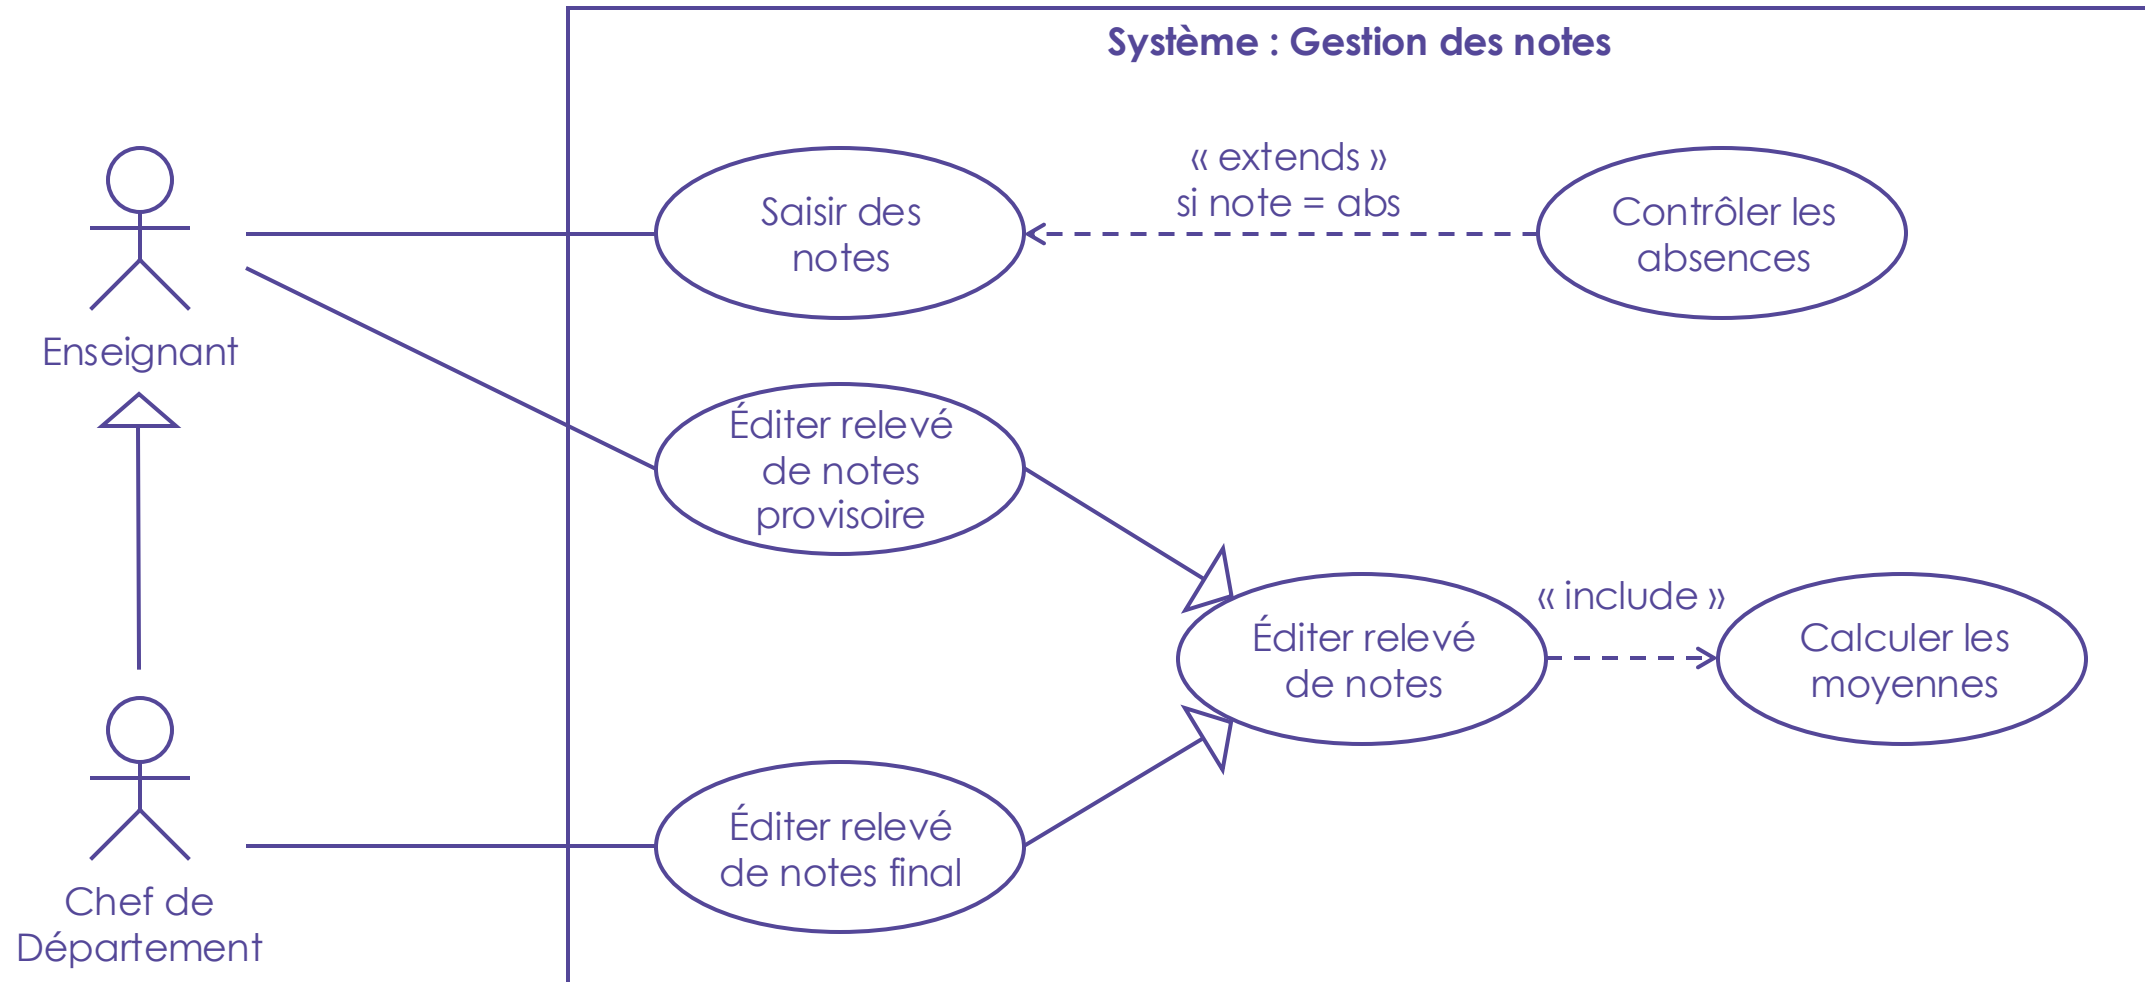 Système : Gestion des notes
« extends »
si note = abs
Saisir des
notes
Contrôler les
absences
Enseignant
Éditer relevé
de notes
provisoire
« include »
Éditer relevé
de notes
Calculer les
moyennes
Éditer relevé
de notes final
Chef de
Département